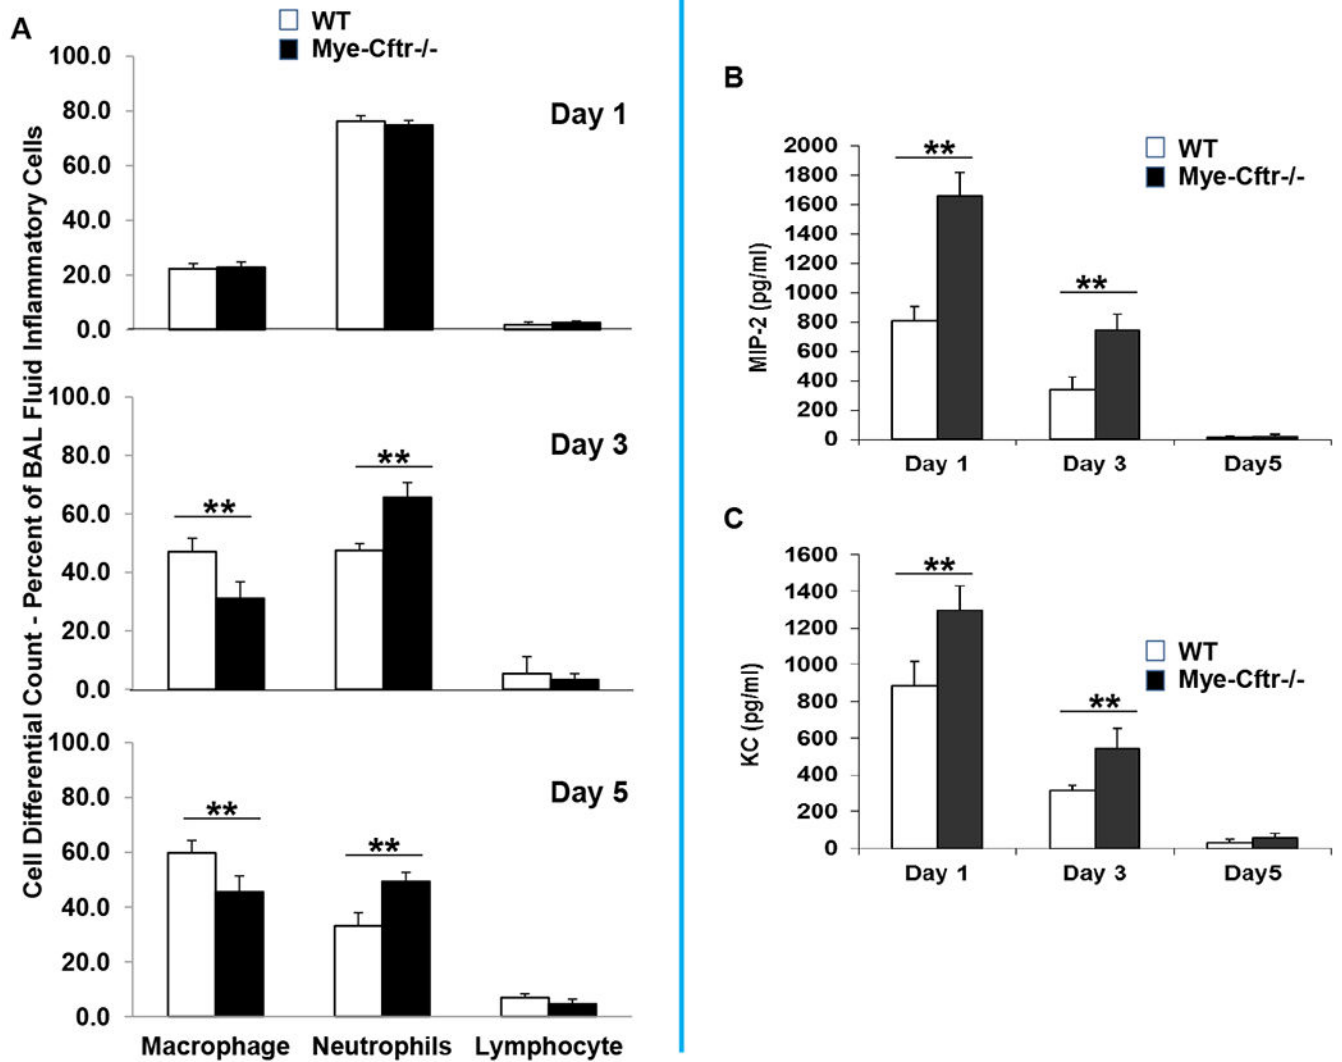 A
WT
Mye-Cftr-/-
Cell Differential Count - Percent of BAL Fluid Inflammatory Cells
100.0
80.0
60.0
40.0
20.0
0.0
Day 1
100.0
80.0
60.0
40.0
20.0
0.0
Day 3
**
**
100.0
80.0
60.0
40.0
20.0
0.0
Day 5
**
**
Macrophage Neutrophils Lymphocyte
B
WT
Mye-Cftr-/-
MIP-2 (pg/ml)
2000
1800
1600
1400
1200
1000
800
600
400
200
0
**
**
Day 1 Day 3 Day5
C
WT
Mye-Cftr-/-
KC (pg/ml)
1600
1400
1200
1000
800
600
400
200
0
**
**
Day 1 Day 3 Day5